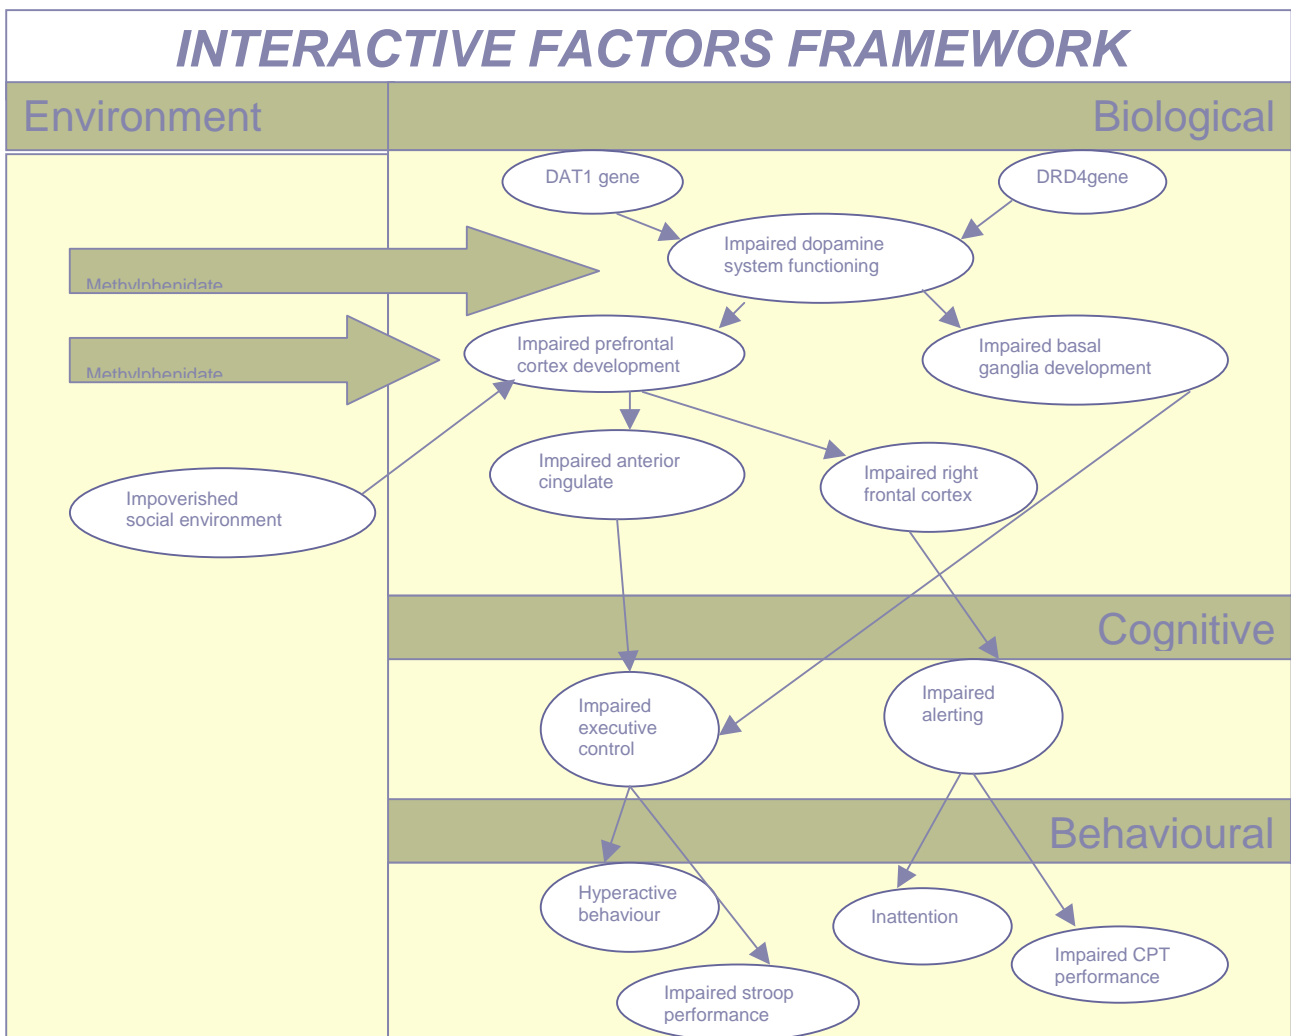 INTERACTIVE FACTORS FRAMEWORK
Environment
Biological
DAT1 gene
DRD4gene
Impaired dopamine
system functioning
Methylphenidate
Impaired prefrontal
cortex development
Impaired basal
ganglia development
Methylphenidate
Impaired anterior
cingulate
Impaired right
frontal cortex
Impoverished
social environment
Cognitive
Impaired
executive
control
Impaired
alerting
Behavioural
Hyperactive
behaviour
Inattention
Impaired CPT
performance
Impaired stroop
performance